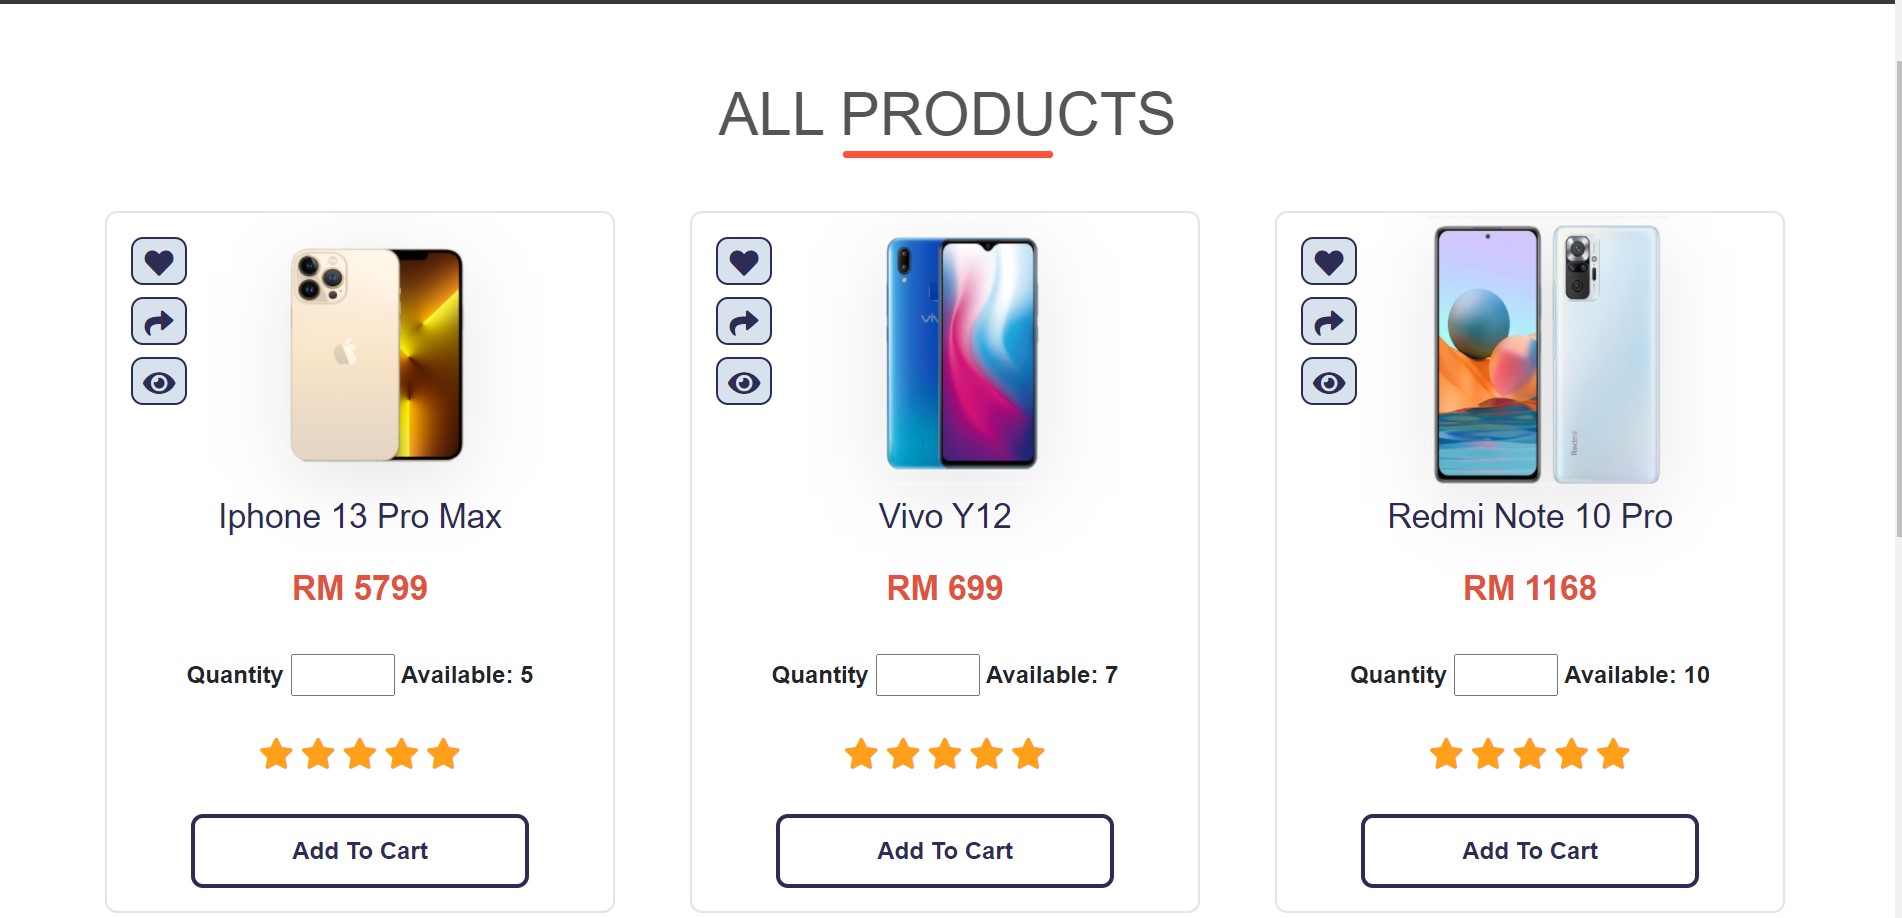 ALL PRODUCTS
Iphone 13 Pro Max
RM 5799
Quantity Available: 5
Add To Cart
Vivo Y12
RM 699
Quantity Available: 7
Add To Cart
Redmi
Redmi Note 10 Pro
RM 1168
Quantity Available: 10
Add To Cart